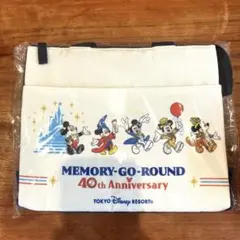 MEMORY-GO-ROUND
40th Anniversary
TOKYO Disney RESORT®